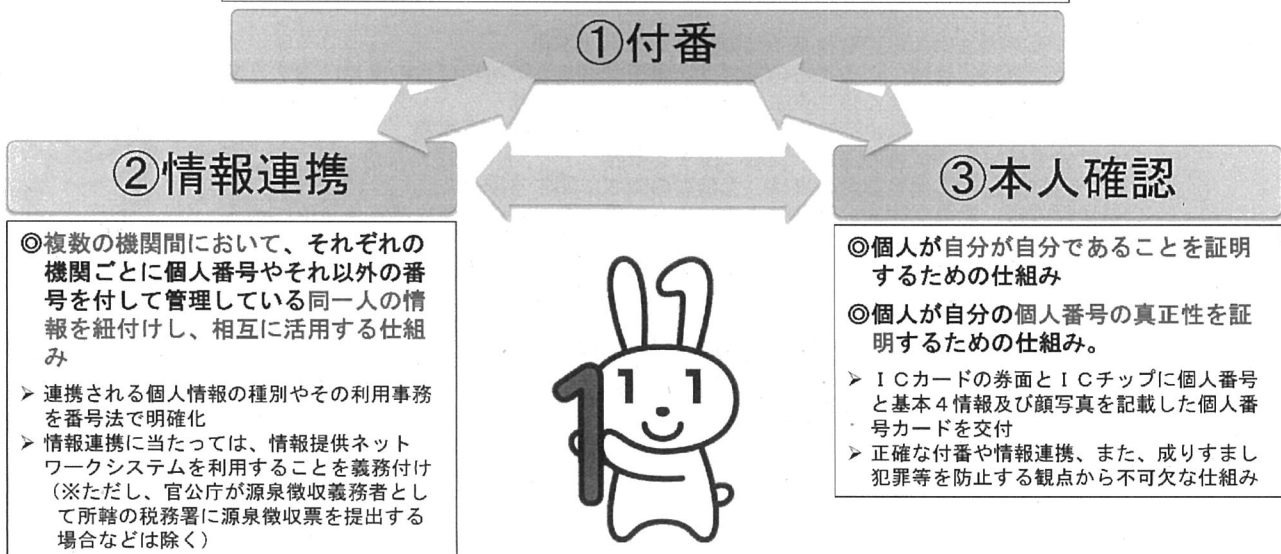 ①付番
②情報連携
◎複数の機関間において、それぞれの
機関ごとに個人番号やそれ以外の番
号を付して管理している同一人の情
報を紐付けし、相互に活用する仕組
み
➢ 連携される個人情報の種別やその利用事務
を番号法で明確化
➢ 情報連携に当たっては、情報提供ネット
ワークシステムを利用することを義務付け
(※ただし、官公庁が源泉徴収義務者とし
て所轄の税務署に源泉徴収票を提出する
場合などは除く)
③本人確認
◎個人が自分が自分であることを証明
するための仕組み
◎個人が自分の個人番号の真正性を証
明するための仕組み。
➢ ICカードの券面とICチップに個人番号
と基本4情報及び顔写真を記載した個人番
号カードを交付
➢ 正確な付番や情報連携、また、成りすまし
犯罪等を防止する観点から不可欠な仕組み
1 1
1